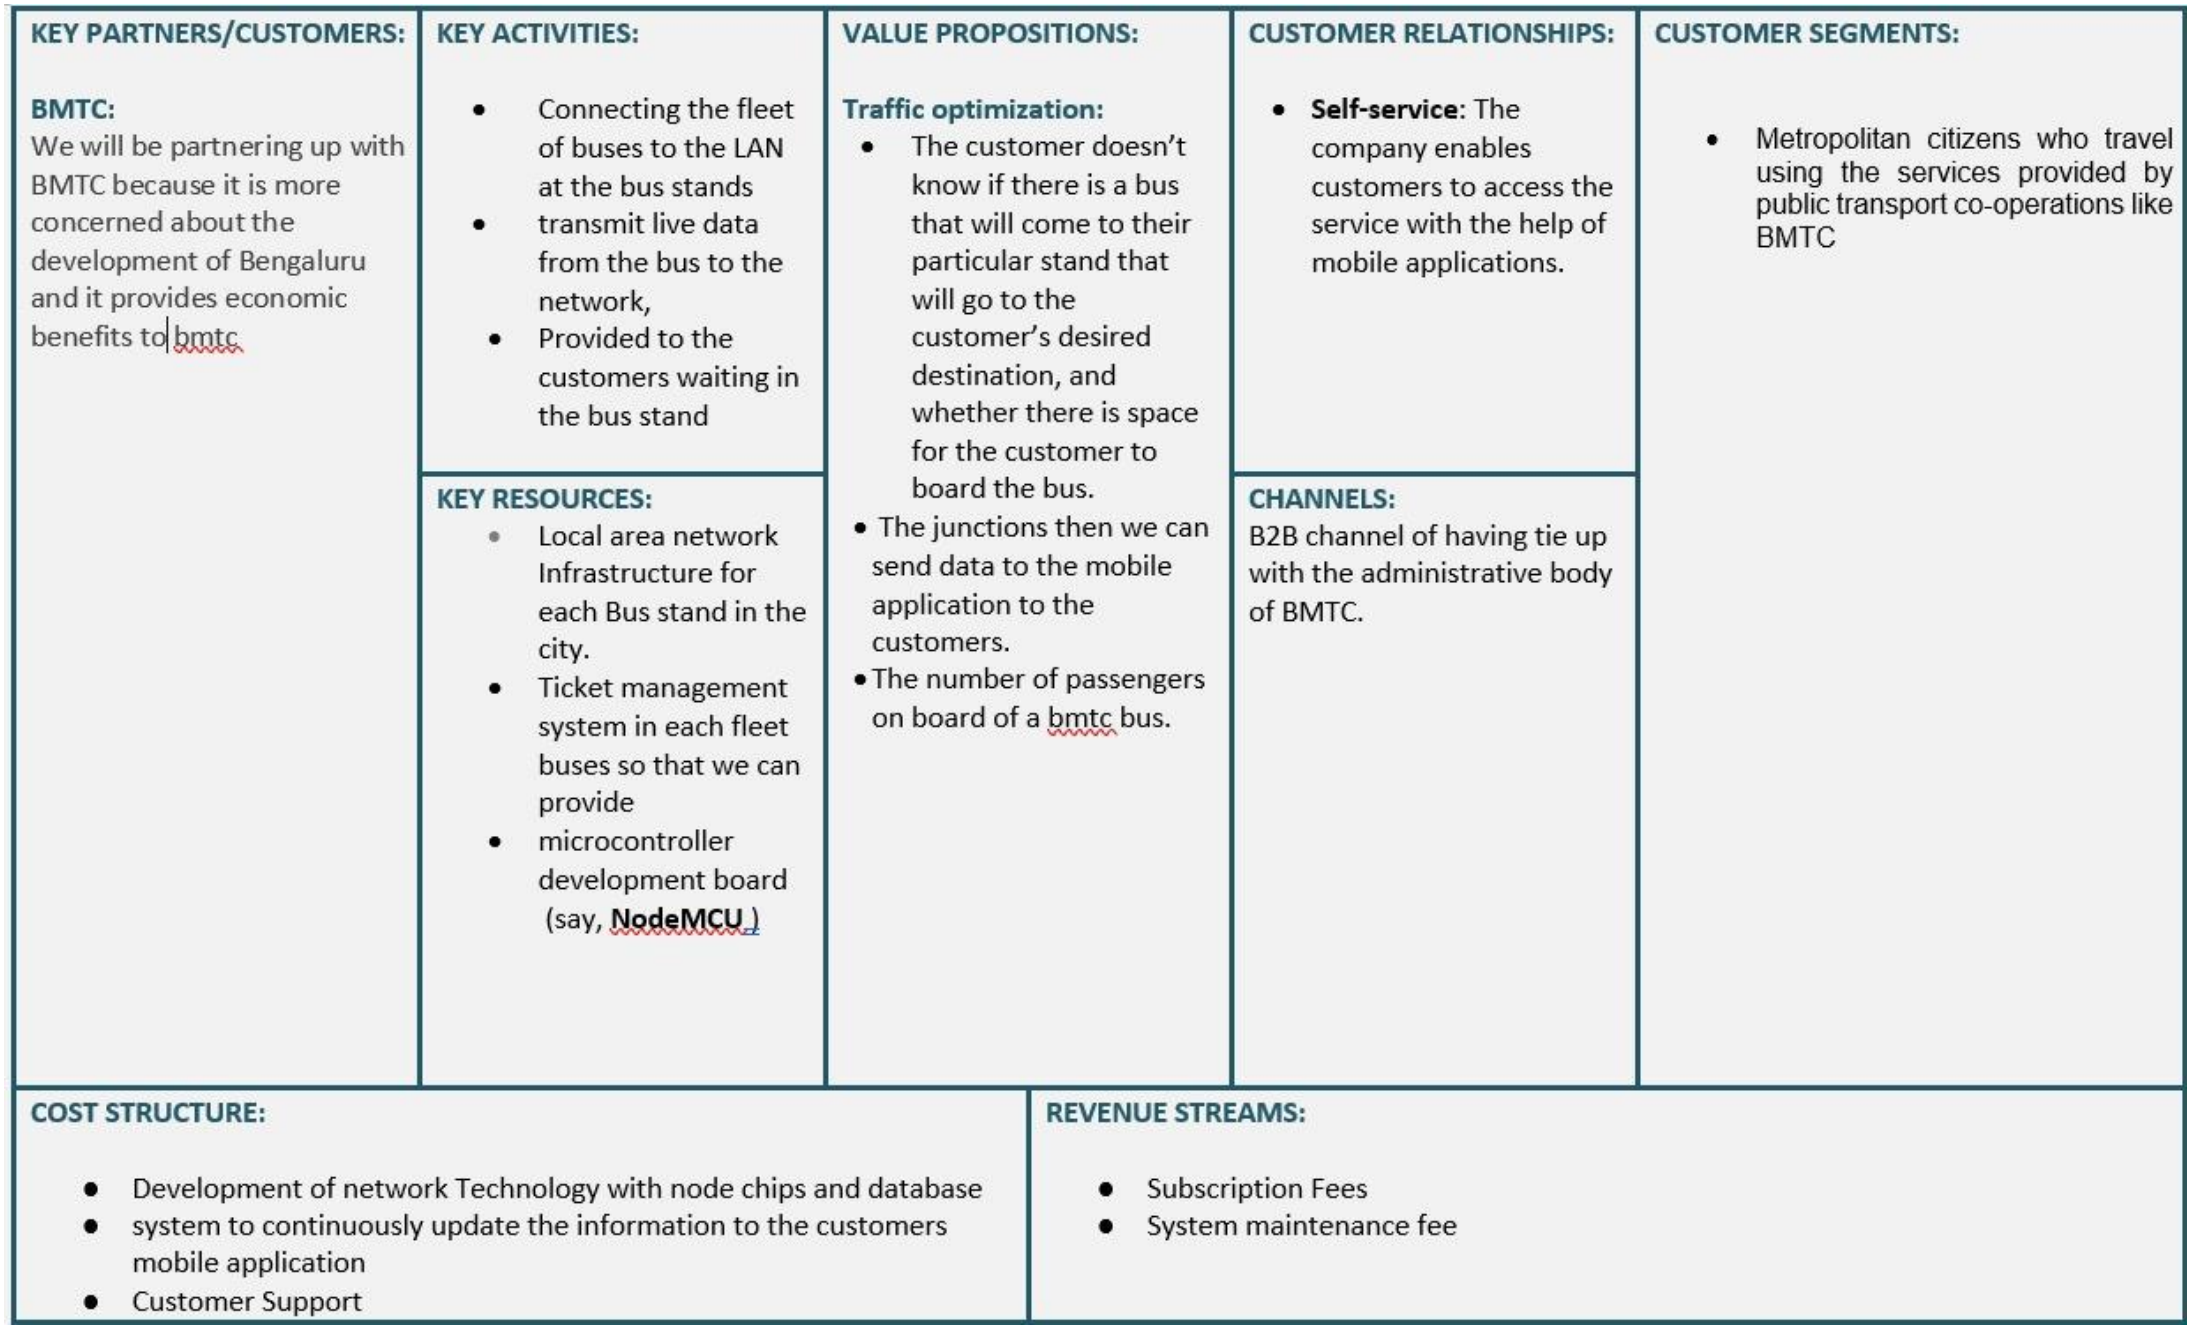 KEY PARTNERS/CUSTOMERS:
BMTC:
We will be partnering up with
BMTC because it is more
concerned about the
development of Bengaluru
and it provides economic
benefits to bmtc
KEY ACTIVITIES:
• Connecting the fleet
of buses to the LAN
at the bus stands
• transmit live data
from the bus to the
network,
• Provided to the
customers waiting in
the bus stand
KEY RESOURCES:
• Local area network
Infrastructure for
each Bus stand in the
city.
• Ticket management
system in each fleet
buses so that we can
provide
• microcontroller
development board
(say, NodeMCU )
VALUE PROPOSITIONS:
Traffic optimization:
• The customer doesn’t
know if there is a bus
that will come to their
particular stand that
will go to the
customer’s desired
destination, and
whether there is space
for the customer to
board the bus.
• The junctions then we can
send data to the mobile
application to the
customers.
• The number of passengers
on board of a bmtc bus.
CUSTOMER RELATIONSHIPS:
• Self-service: The
company enables
customers to access the
service with the help of
mobile applications.
CHANNELS:
B2B channel of having tie up
with the administrative body
of BMTC.
CUSTOMER SEGMENTS:
• Metropolitan citizens who travel
using the services provided by
public transport co-operations like
BMTC
COST STRUCTURE:
• Development of network Technology with node chips and database
• system to continuously update the information to the customers
mobile application
• Customer Support
REVENUE STREAMS:
• Subscription Fees
• System maintenance fee